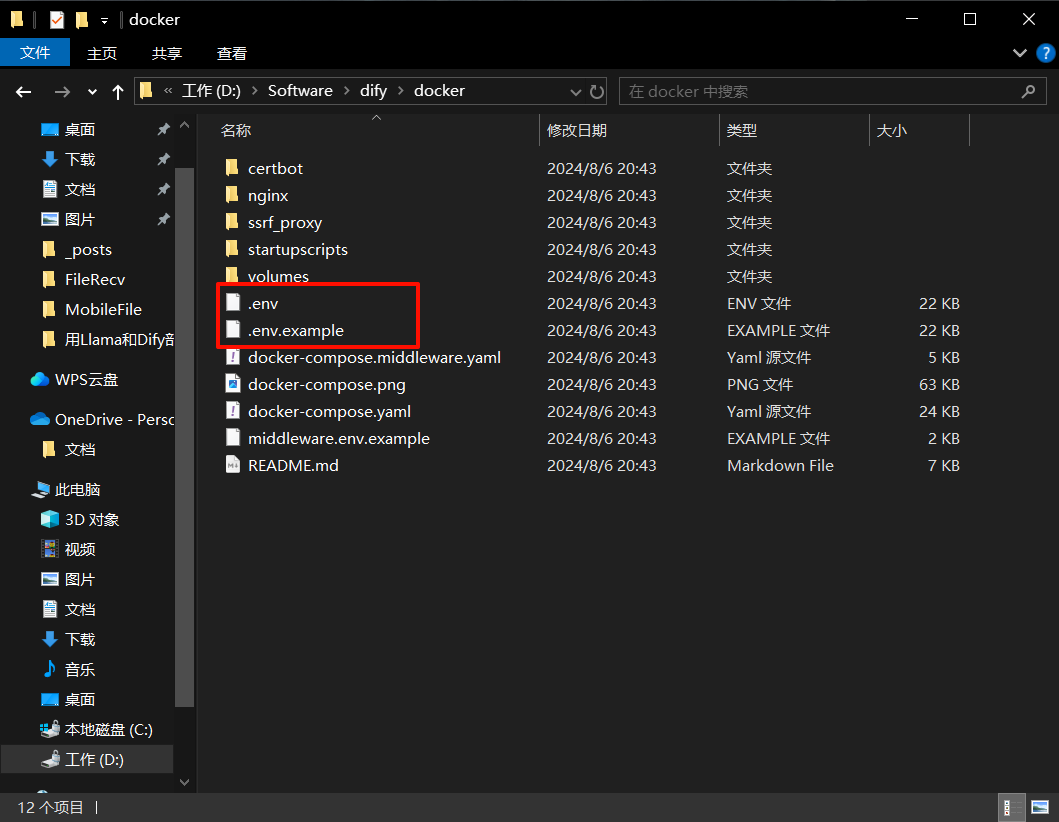 docker
文件 主页 共享 查看
« 工作 (D:) > Software > dify > docker 在 docker 中搜索
名称 修改日期 类型 大小
certbot 2024/8/6 20:43 文件夹
nginx 2024/8/6 20:43 文件夹
ssrf_proxy 2024/8/6 20:43 文件夹
startupscripts 2024/8/6 20:43 文件夹
volumes 2024/8/6 20:43 文件夹
.env 2024/8/6 20:43 ENV 文件 22 KB
.env.example 2024/8/6 20:43 EXAMPLE 文件 22 KB
docker-compose.middleware.yaml 2024/8/6 20:43 Yaml 源文件 5 KB
docker-compose.png 2024/8/6 20:43 PNG 文件 63 KB
docker-compose.yaml 2024/8/6 20:43 Yaml 源文件 24 KB
middleware.env.example 2024/8/6 20:43 EXAMPLE 文件 2 KB
README.md 2024/8/6 20:43 Markdown File 7 KB
桌面
下载
文档
图片
_posts
FileRecv
MobileFile
用Llama和Dify
WPS云盘
OneDrive - Persc
文档
此电脑
3D 对象
视频
图片
文档
下载
音乐
桌面
本地磁盘 (C:)
工作 (D:)
12 个项目